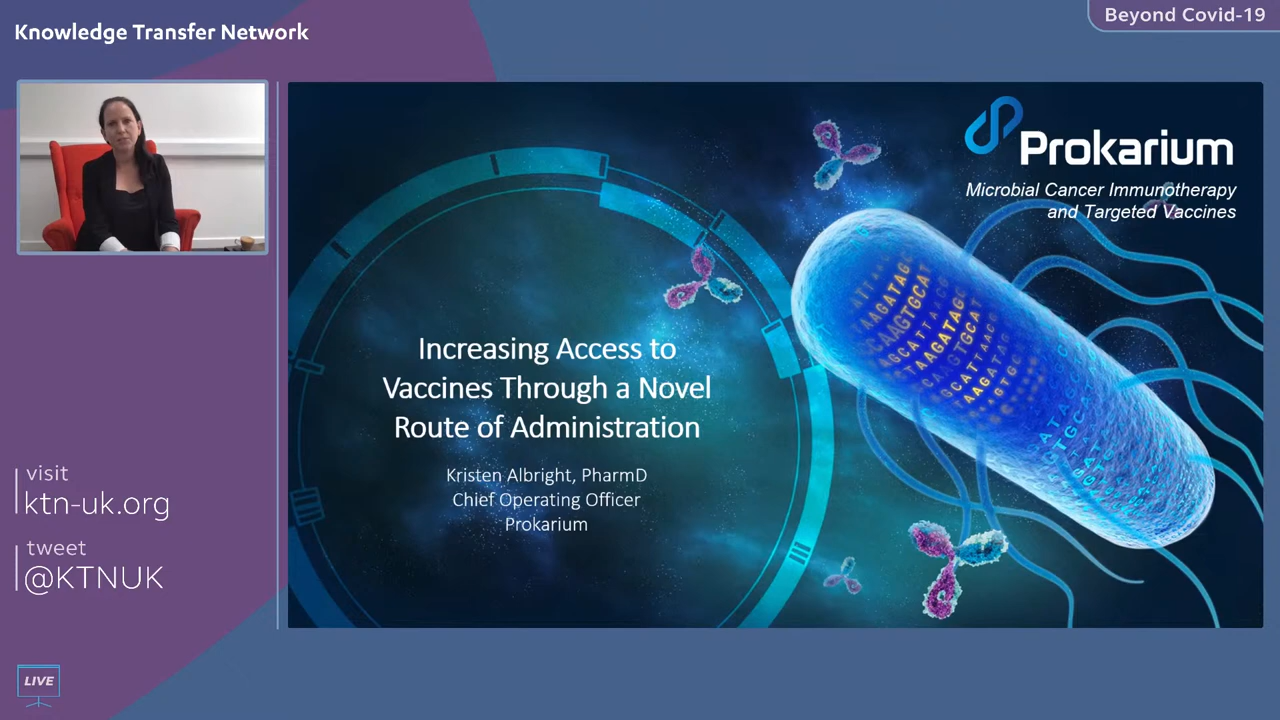 Knowledge Transfer Network
Beyond Covid-19
Prokarium
Microbial Cancer Immunotherapy
and Targeted Vaccines
Increasing Access to
Vaccines Through a Novel
Route of Administration
Kristen Albright, PharmD
Chief Operating Officer
Prokarium
visit
ktn-uk.org
tweet
@KTNUK
LIVE